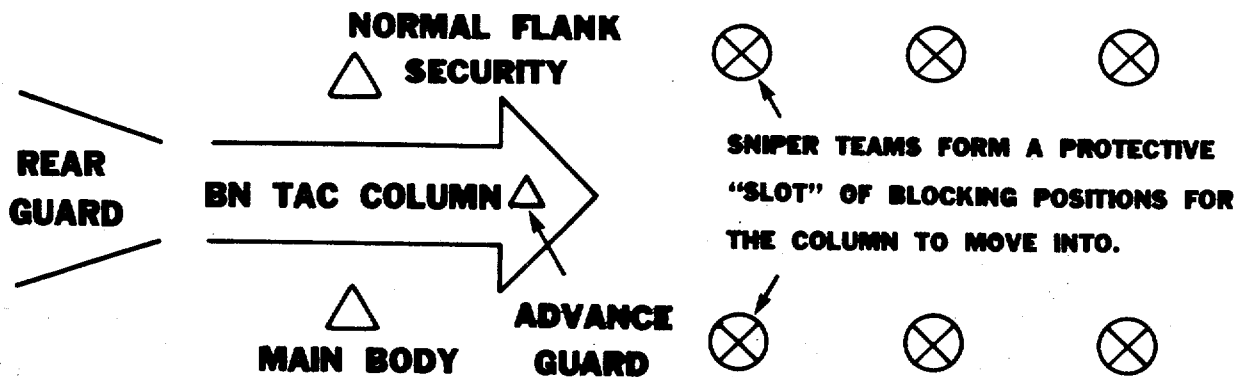 NORMAL FLANK
SECURITY
REAR
GUARD
BN TAC COLUMN
MAIN BODY
ADVANCE
GUARD
SNIPER TEAMS FORM A PROTECTIVE
“SLOT” OF BLOCKING POSITIONS FOR
THE COLUMN TO MOVE INTO.